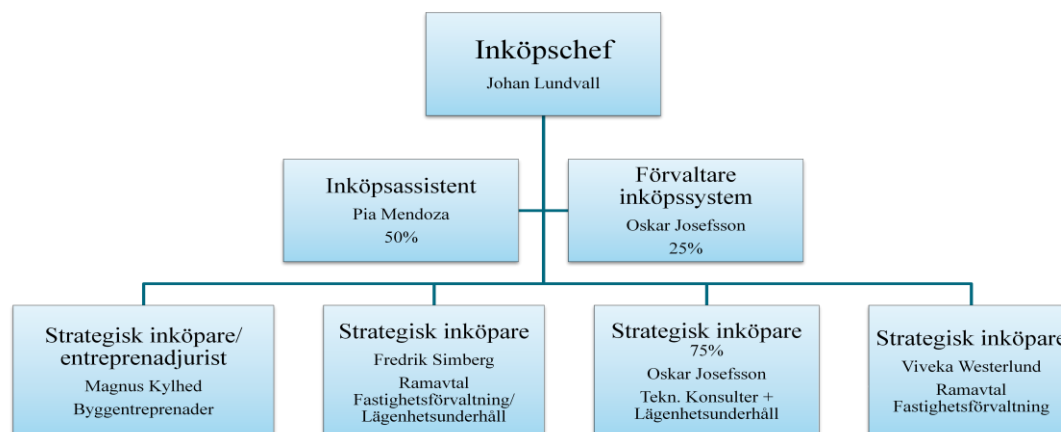 Inköpschef
Johan Lundvall
Inköpsassistent
Pia Mendoza
50%
Förvaltare
inköpssystem
Oskar Josefsson
25%
Strategisk inköpare/
entreprenadjurist
Magnus Kylhed
Byggentreprenader
Strategisk inköpare
Fredrik Simberg
Ramavtal
Fastighetsförvaltning/
Lägenhetsunderhåll
Strategisk inköpare
75%
Oskar Josefsson
Tekn. Konsulter +
Lägenhetsunderhåll
Strategisk inköpare
Viveka Westerlund
Ramavtal
Fastighetsförvaltning